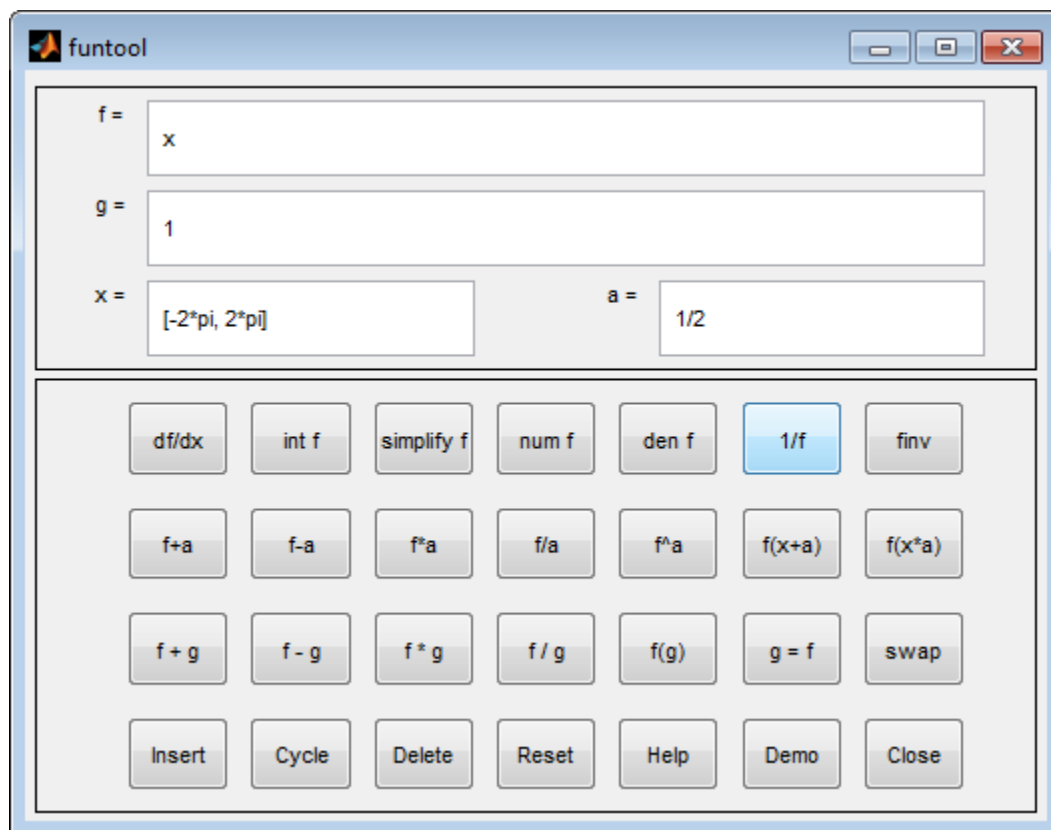 funtool
f =
x
g =
1
x =
[-2*pi, 2*pi]
a =
1/2
df/dx int f simplify f num f den f 1/f finv
f+a f-a f*a f/a f^a f(x+a) f(x*a)
f + g f - g f * g f / g f(g) g = f swap
Insert Cycle Delete Reset Help Demo Close